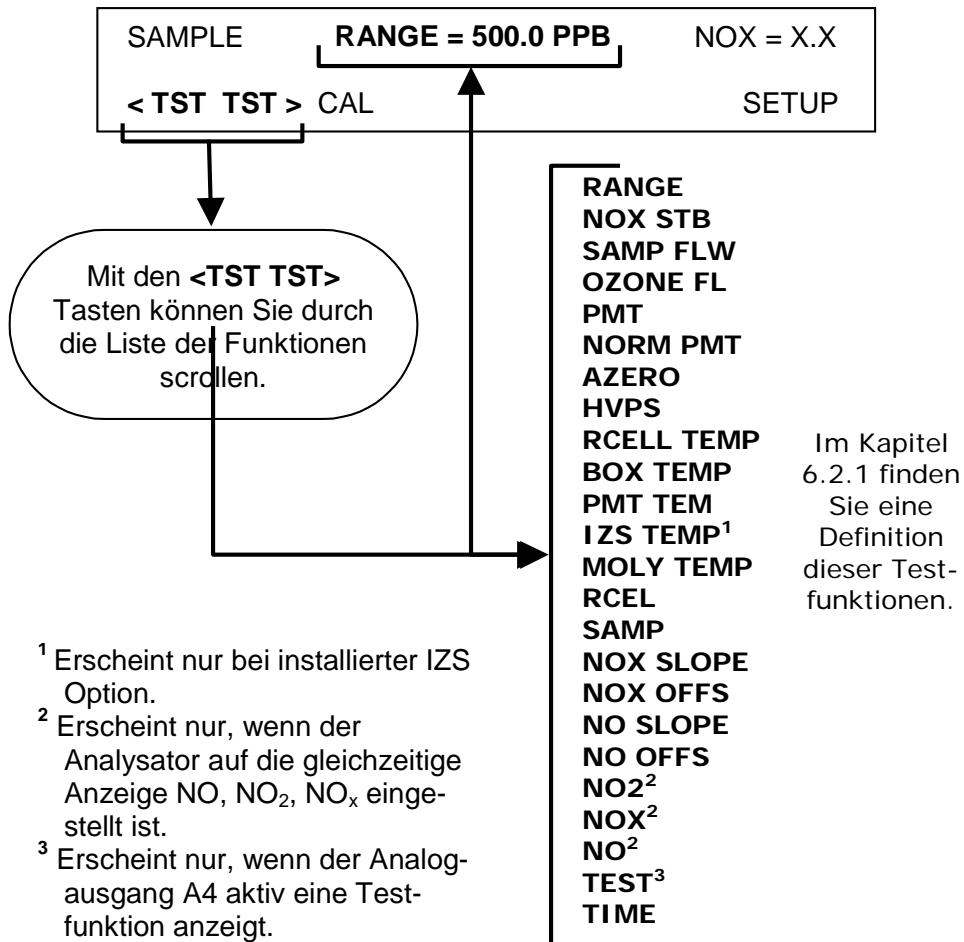 SAMPLE RANGE = 500.0 PPB NOX = X.X
< TST TST > CAL SETUP
Mit den <TST TST>
Tasten können Sie durch
die Liste der Funktionen
scrollen.
RANGE
NOX STB
SAMP FLW
OZONE FL
PMT
NORM PMT
AZERO
HVPS
RCELL TEMP
BOX TEMP
PMT TEM
IZS TEMP¹
MOLY TEMP
RCEL
SAMP
NOX SLOPE
NOX OFFS
NO SLOPE
NO OFFS
NO2²
NOX²
NO²
TEST³
TIME
Im Kapitel
6.2.1 finden
Sie eine
Definition
dieser Test-
funktionen.
¹ Erscheint nur bei installierter IZS
Option.
² Erscheint nur, wenn der
Analysator auf die gleichzeitige
Anzeige NO, NO₂, NOₓ einge-
stellt ist.
³ Erscheint nur, wenn der Analog-
ausgang A4 aktiv eine Test-
funktion anzeigt.